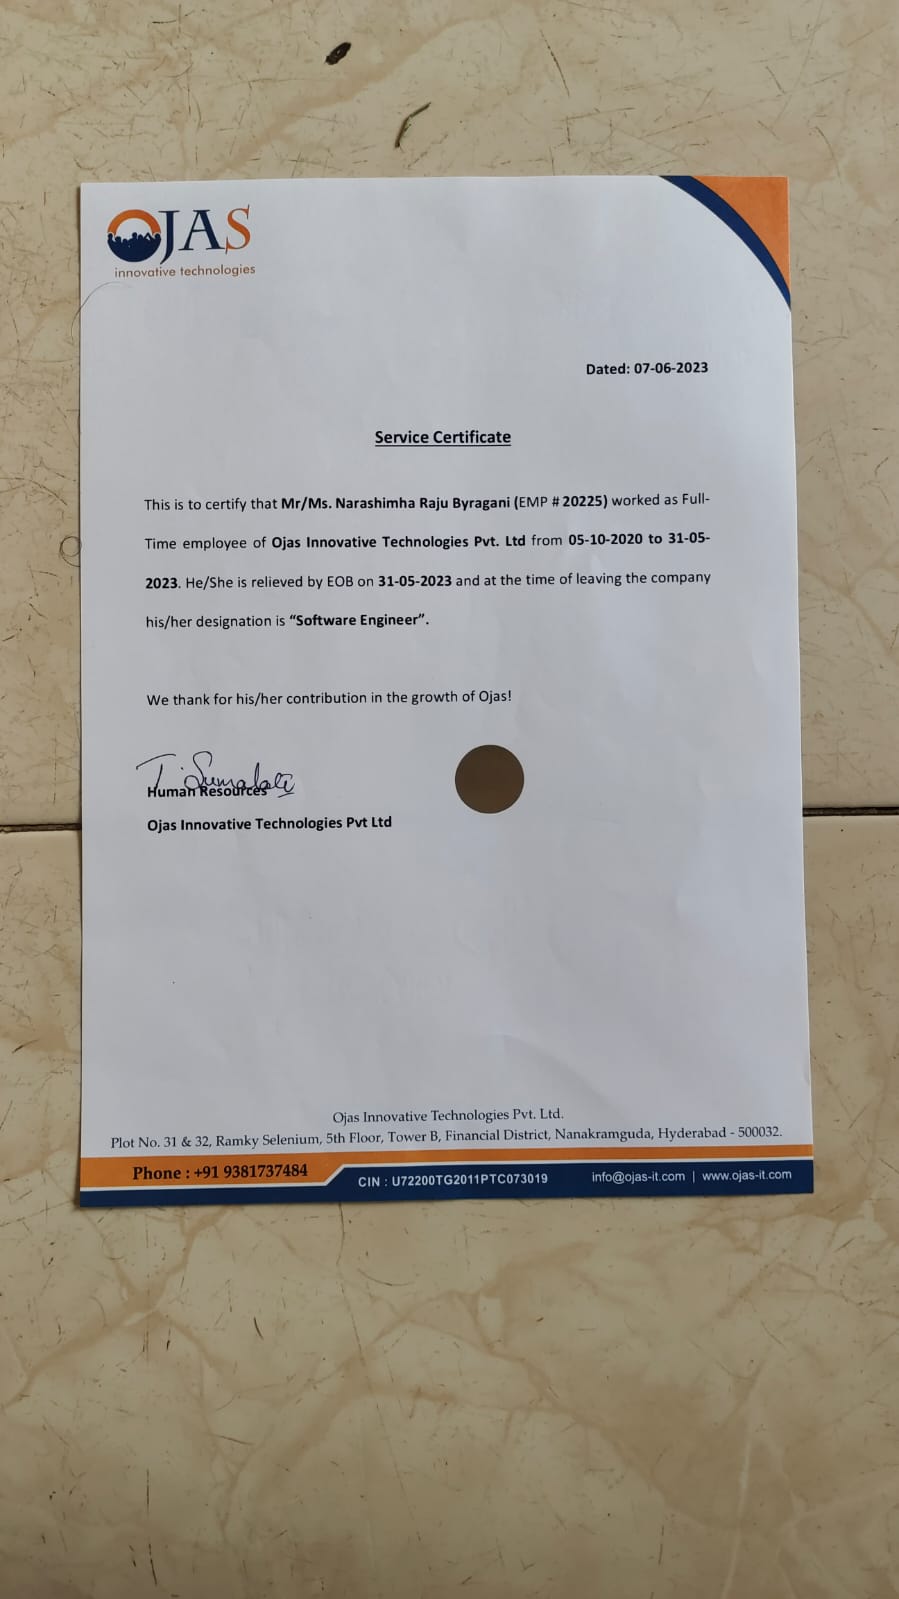 OJAS
innovative technologies
Dated: 07-06-2023
Service Certificate
This is to certify that Mr/Ms. Narashimha Raju Byragani (EMP # 20225) worked as Full-
Time employee of Ojas Innovative Technologies Pvt. Ltd from 05-10-2020 to 31-05-
2023. He/She is relieved by EOB on 31-05-2023 and at the time of leaving the company
his/her designation is “Software Engineer”.
We thank for his/her contribution in the growth of Ojas!
T. Sumalata
Human Resources
Ojas Innovative Technologies Pvt Ltd
Ojas Innovative Technologies Pvt. Ltd.
Plot No. 31 & 32, Ramky Selenium, 5th Floor, Tower B, Financial District, Nanakramguda, Hyderabad - 500032.
Phone : +91 9381737484
CIN : U72200TG2011PTC073019
info@ojas-it.com | www.ojas-it.com